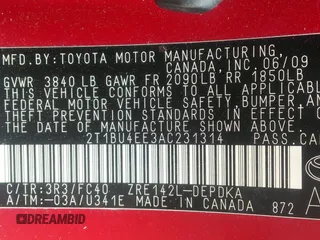 MFD. BY: TOYOTA MOTOR MANUFACTURING,
CANADA, INC. 06/09
GVWR 3840 LB GAWR FR 2090LB RR 1850LB
THIS VEHICLE CONFORMS TO ALL APPLICABLE
FEDERAL MOTOR VEHICLE SAFETY, BUMPER, AND
THEFT PREVENTION STANDARDS IN EFFECT ON
THE DATE OF MANUFACTURE SHOWN ABOVE.
2T1BU4EE3AC231314 PASS.CAR
C/TR:3R3/FC40 ZRE142L-DEPDKA
A/TM:-03A/U341E MADE IN CANADA 872
DREAMBID